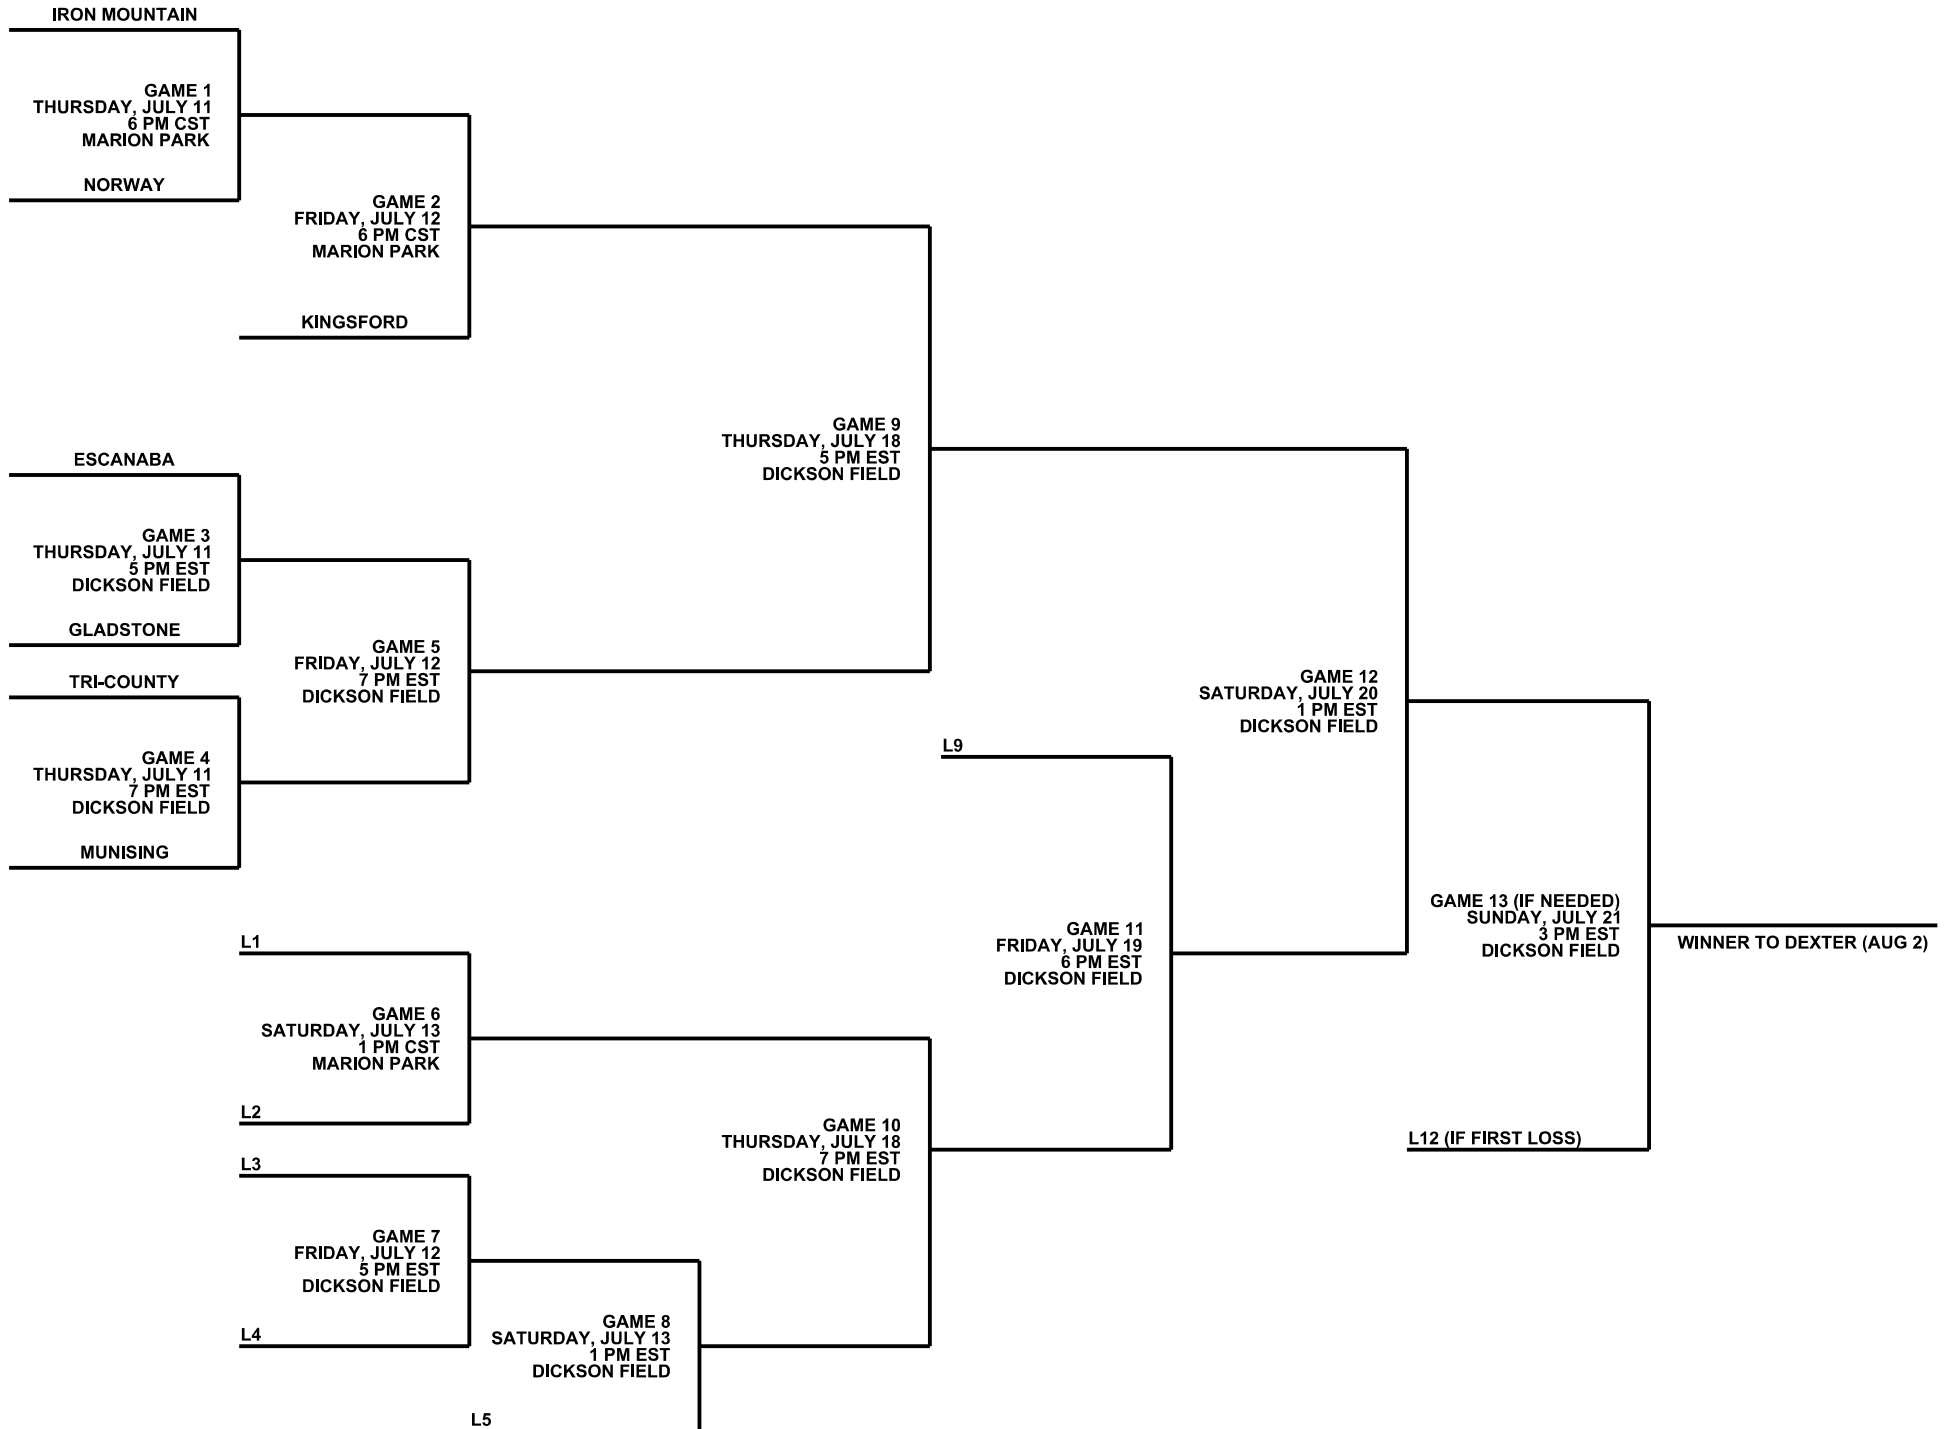 IRON MOUNTAIN
GAME 1
THURSDAY, JULY 11
6 PM CST
MARION PARK
NORWAY
GAME 2
FRIDAY, JULY 12
6 PM CST
MARION PARK
KINGSFORD
GAME 9
THURSDAY, JULY 18
5 PM EST
DICKSON FIELD
ESCANABA
GAME 3
THURSDAY, JULY 11
5 PM EST
DICKSON FIELD
GLADSTONE
GAME 5
FRIDAY, JULY 12
7 PM EST
DICKSON FIELD
TRI-COUNTY
GAME 4
THURSDAY, JULY 11
7 PM EST
DICKSON FIELD
MUNISING
GAME 12
SATURDAY, JULY 20
1 PM EST
DICKSON FIELD
L9
GAME 11
FRIDAY, JULY 19
6 PM EST
DICKSON FIELD
GAME 13 (IF NEEDED)
SUNDAY, JULY 21
3 PM EST
DICKSON FIELD
WINNER TO DEXTER (AUG 2)
L1
GAME 6
SATURDAY, JULY 13
1 PM CST
MARION PARK
L2
GAME 10
THURSDAY, JULY 18
7 PM EST
DICKSON FIELD
L12 (IF FIRST LOSS)
L3
GAME 7
FRIDAY, JULY 12
5 PM EST
DICKSON FIELD
L4
GAME 8
SATURDAY, JULY 13
1 PM EST
DICKSON FIELD
L5